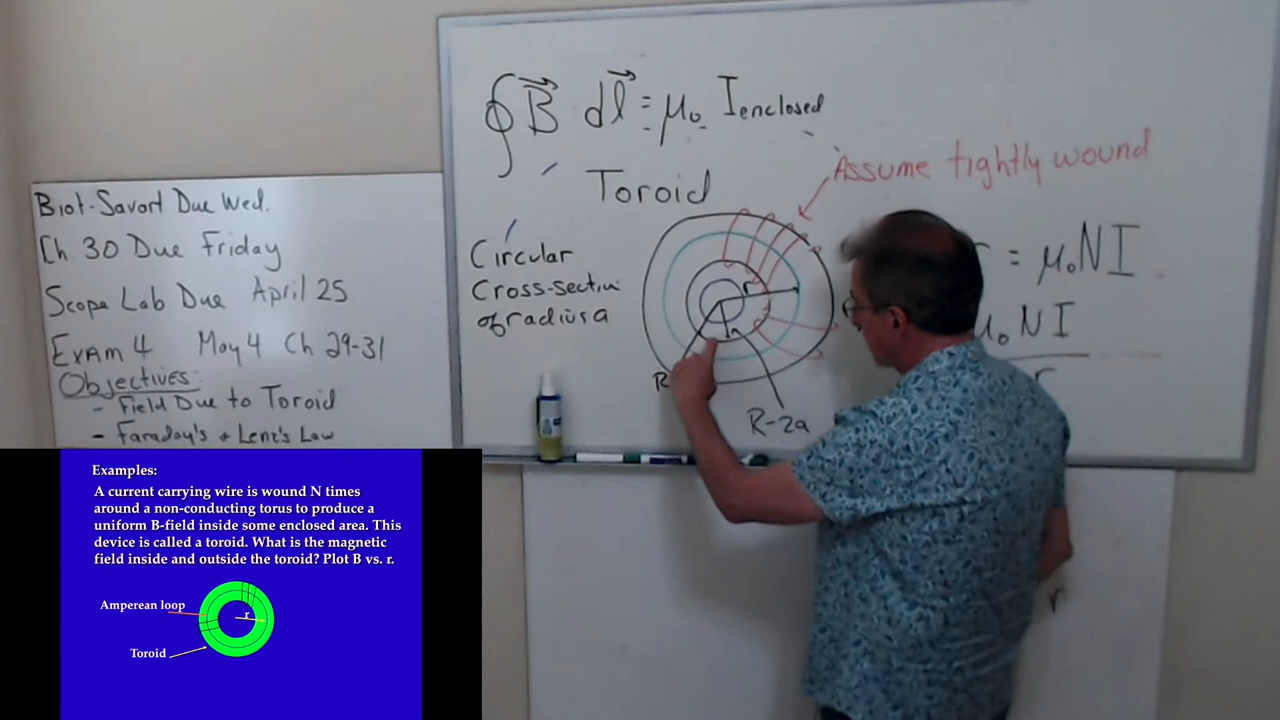 Biot-Savart Due Wed.
Ch 30 Due Friday
Scope Lab Due April 25
Exam 4 May 4 Ch 29-31
Objectives:
- Field Due to Toroid
- Faraday's + Lenz's Law
∮ B⃗ dl⃗ = μ₀ I enclosed
Toroid
Assume tightly wound
Circular
Cross-section
of radius a
r
R
R-2a
= μ₀NI
μ₀NI
r
r
Examples:
A current carrying wire is wound N times
around a non-conducting torus to produce a
uniform B-field inside some enclosed area. This
device is called a toroid. What is the magnetic
field inside and outside the toroid? Plot B vs. r.
Amperean loop
r
Toroid